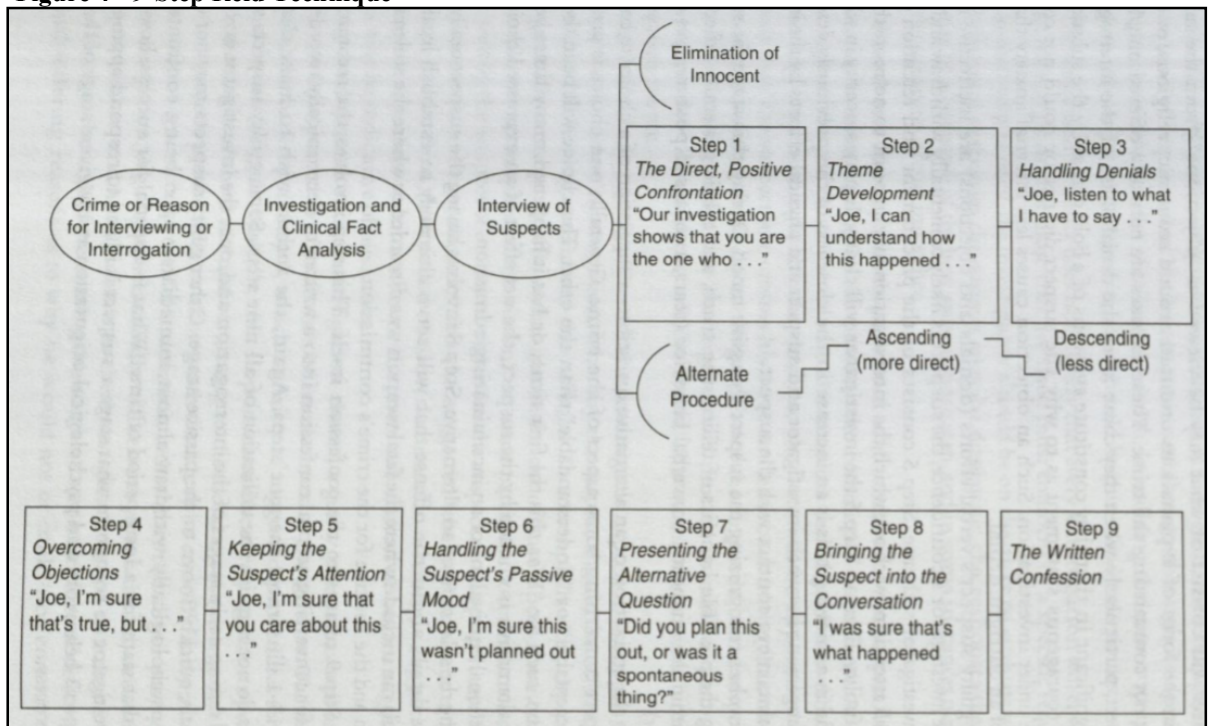 Figure 4 - 9-Step Reid Technique
Elimination of
Innocent
Crime or Reason
for Interviewing or
Interrogation
Investigation and
Clinical Fact
Analysis
Interview of
Suspects
Step 1
The Direct, Positive
Confrontation
“Our investigation
shows that you are
the one who . . .”
Step 2
Theme
Development
“Joe, I can
understand how
this happened . . .”
Step 3
Handling Denials
“Joe, listen to what
I have to say . . .”
Alternate
Procedure
Ascending
(more direct)
Descending
(less direct)
Step 4
Overcoming
Objections
“Joe, I’m sure
that’s true, but . . .”
Step 5
Keeping the
Suspect’s Attention
“Joe, I’m sure that
you care about this
. . .”
Step 6
Handling the
Suspect’s Passive
Mood
“Joe, I’m sure this
wasn’t planned out
. . .”
Step 7
Presenting the
Alternative
Question
“Did you plan this
out, or was it a
spontaneous
thing?”
Step 8
Bringing the
Suspect into the
Conversation
“I was sure that’s
what happened
. . .”
Step 9
The Written
Confession